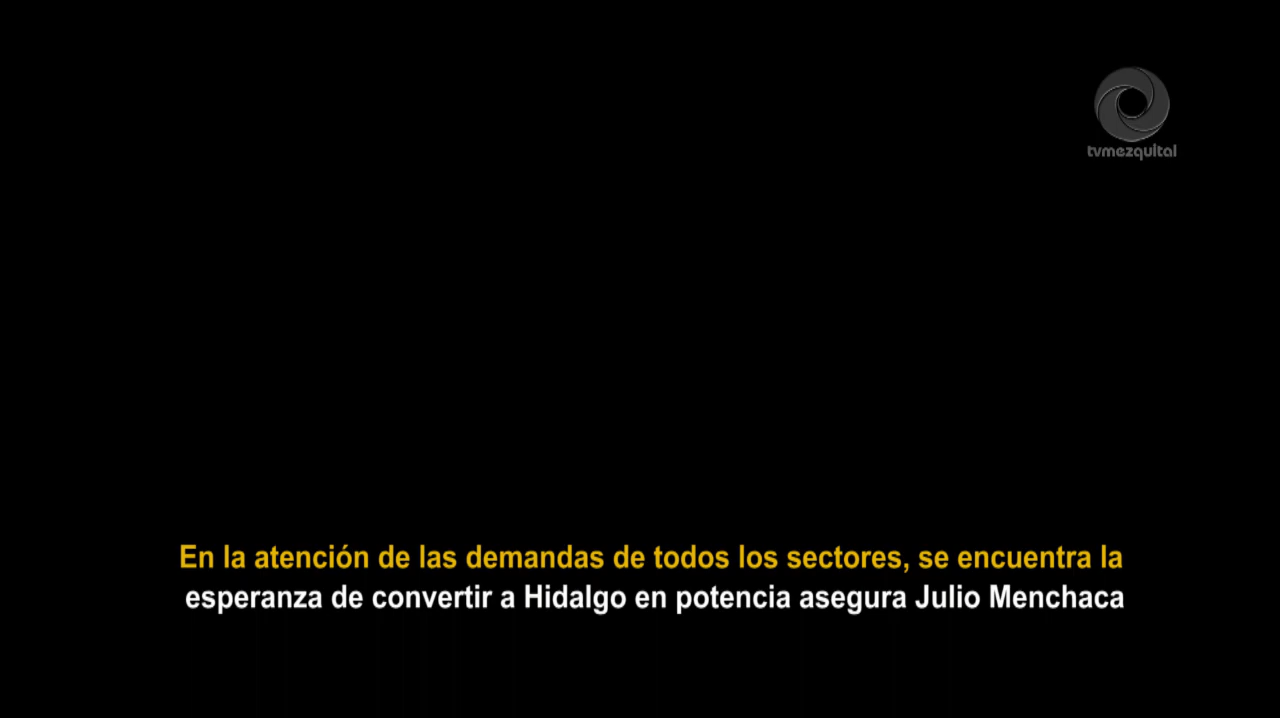 tvmezquital
En la atención de las demandas de todos los sectores, se encuentra la
esperanza de convertir a Hidalgo en potencia asegura Julio Menchaca